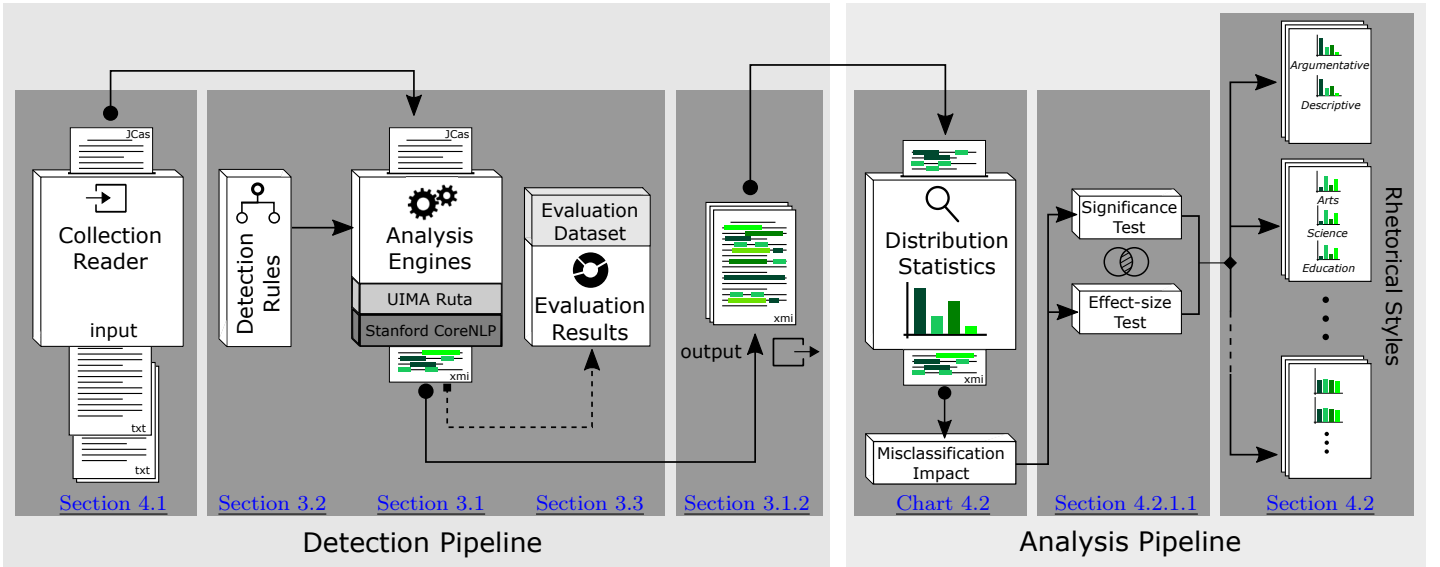 JCas
Collection
Reader
input
txt
txt
Section 4.1
Detection
Rules
Section 3.2
JCas
Analysis
Engines
UIMA Ruta
Stanford CoreNLP
xmi
Section 3.1
Evaluation
Dataset
Evaluation
Results
Section 3.3
xmi
output
Section 3.1.2
Detection Pipeline
Distribution
Statistics
xmi
Misclassification
Impact
Chart 4.2
Significance
Test
Effect-size
Test
Section 4.2.1.1
Argumentative
Descriptive
Arts
Science
Education
Rhetorical Styles
Section 4.2
Analysis Pipeline